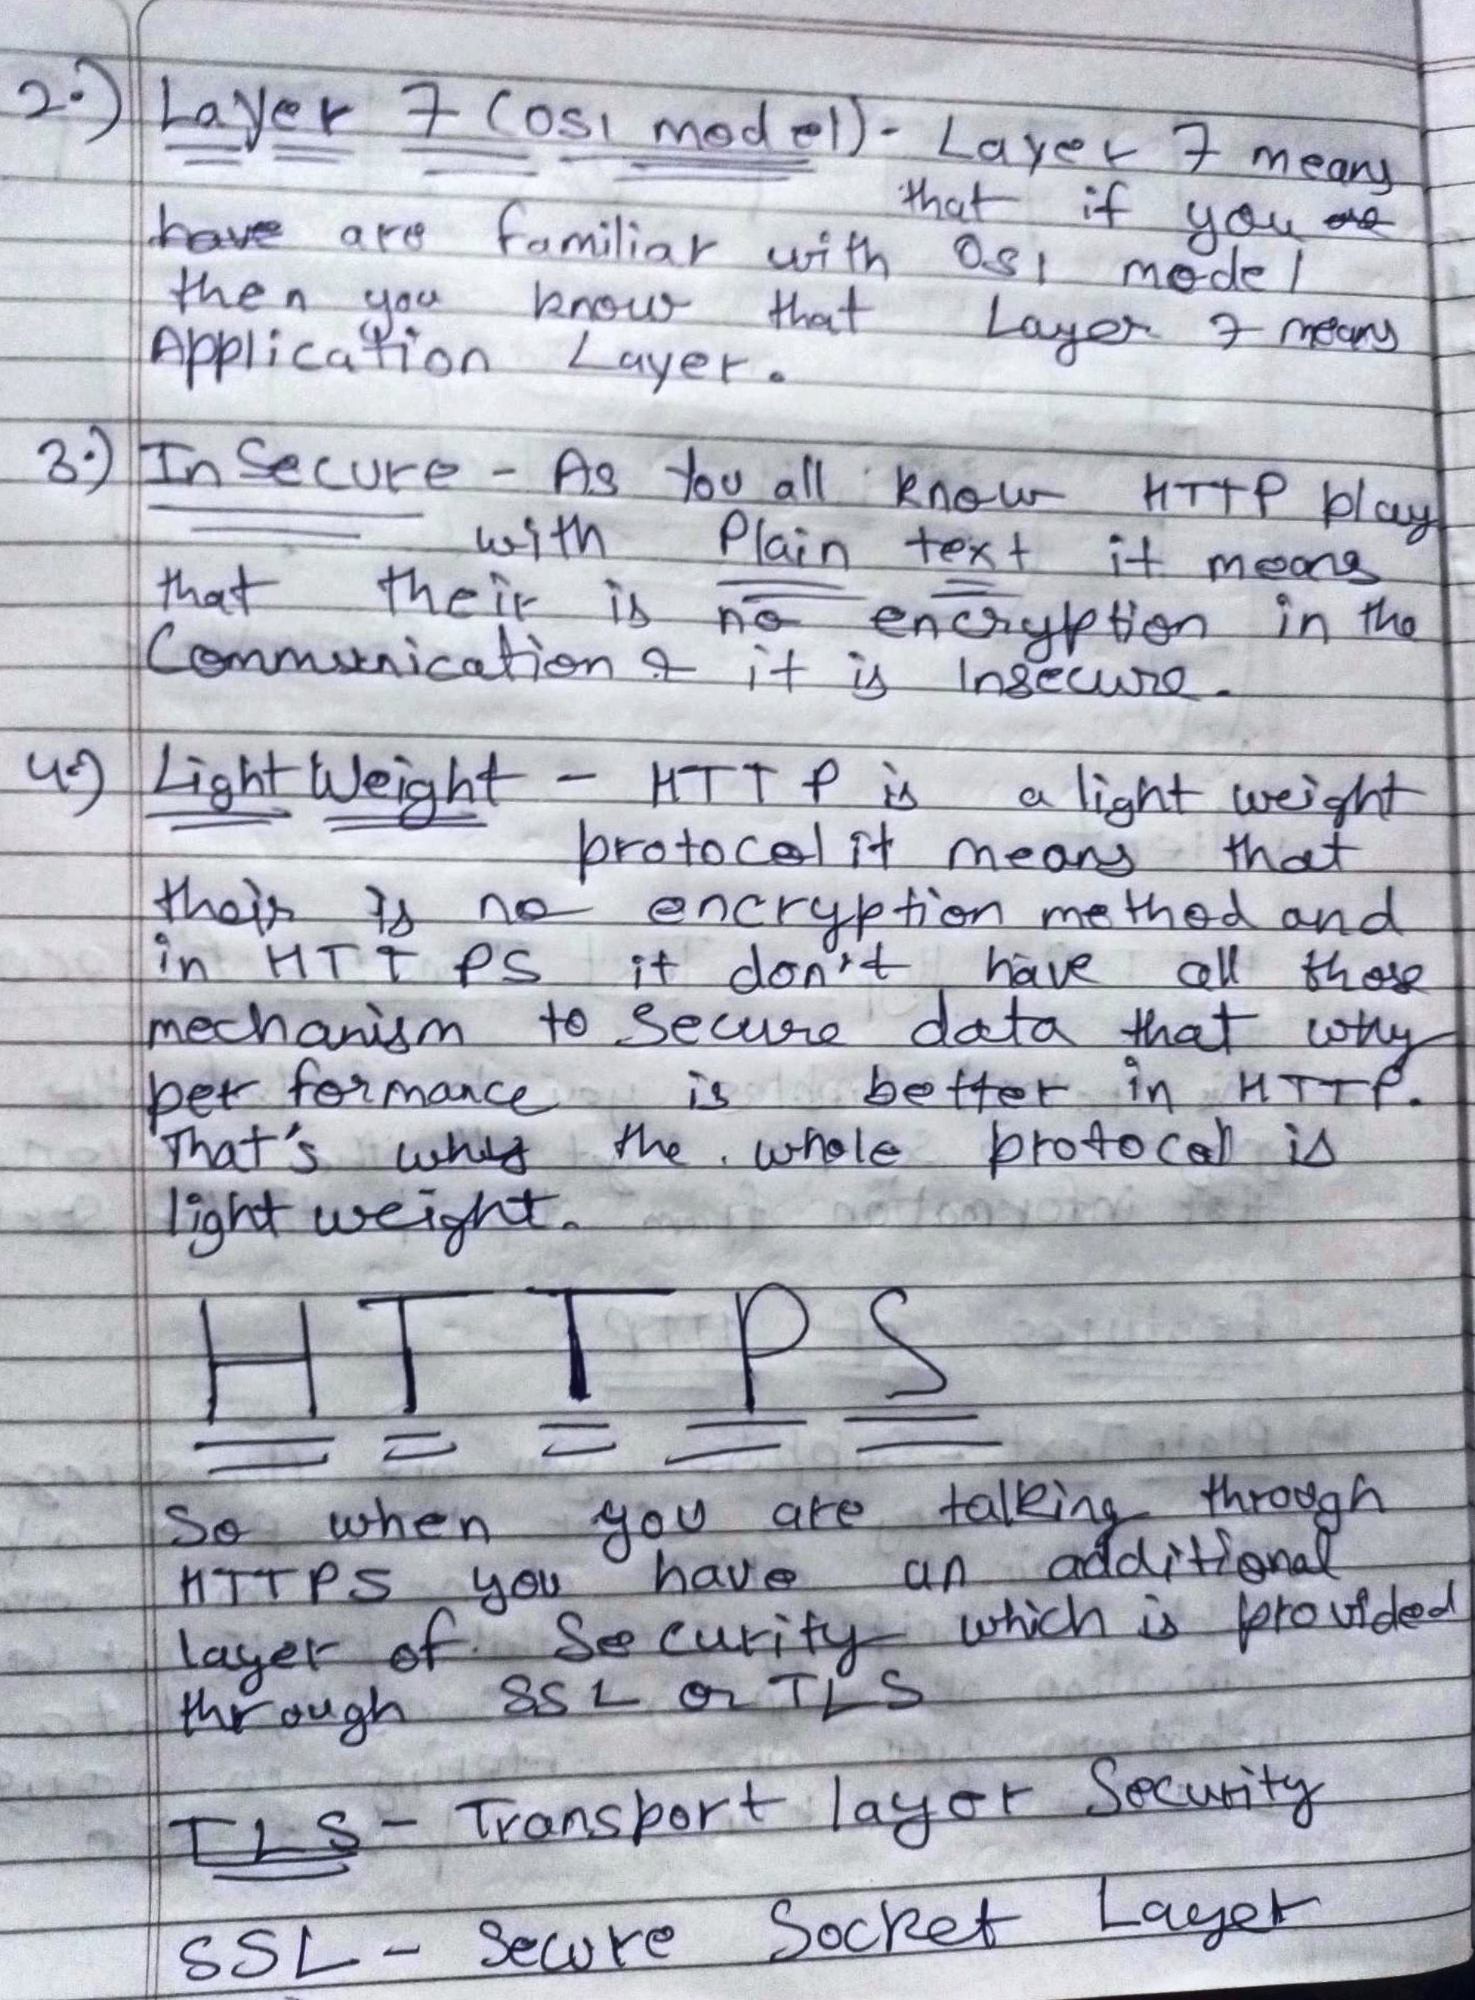 2.) Layer 7 (OSI model) - Layer 7 means
that if you are
have are familiar with OSI model
then you know that Layer 7 means
Application Layer.
3.) InSecure - As You all know HTTP play
with Plain text it means
that their is no encryption in the
Communication & it is Insecure.
4.) Light Weight - HTTP is a light weight
protocol it means that
their is no encryption method and
in HTTPS it don't have all those
mechanism to Secure data that why
performance is better in HTTP.
That's why the whole protocol is
light weight.
HTTPS
So when you are talking through
HTTPS you have an additional
layer of Security which is provided
through SSL or TLS
TLS - Transport layer Security
SSL - Secure Socket Layer